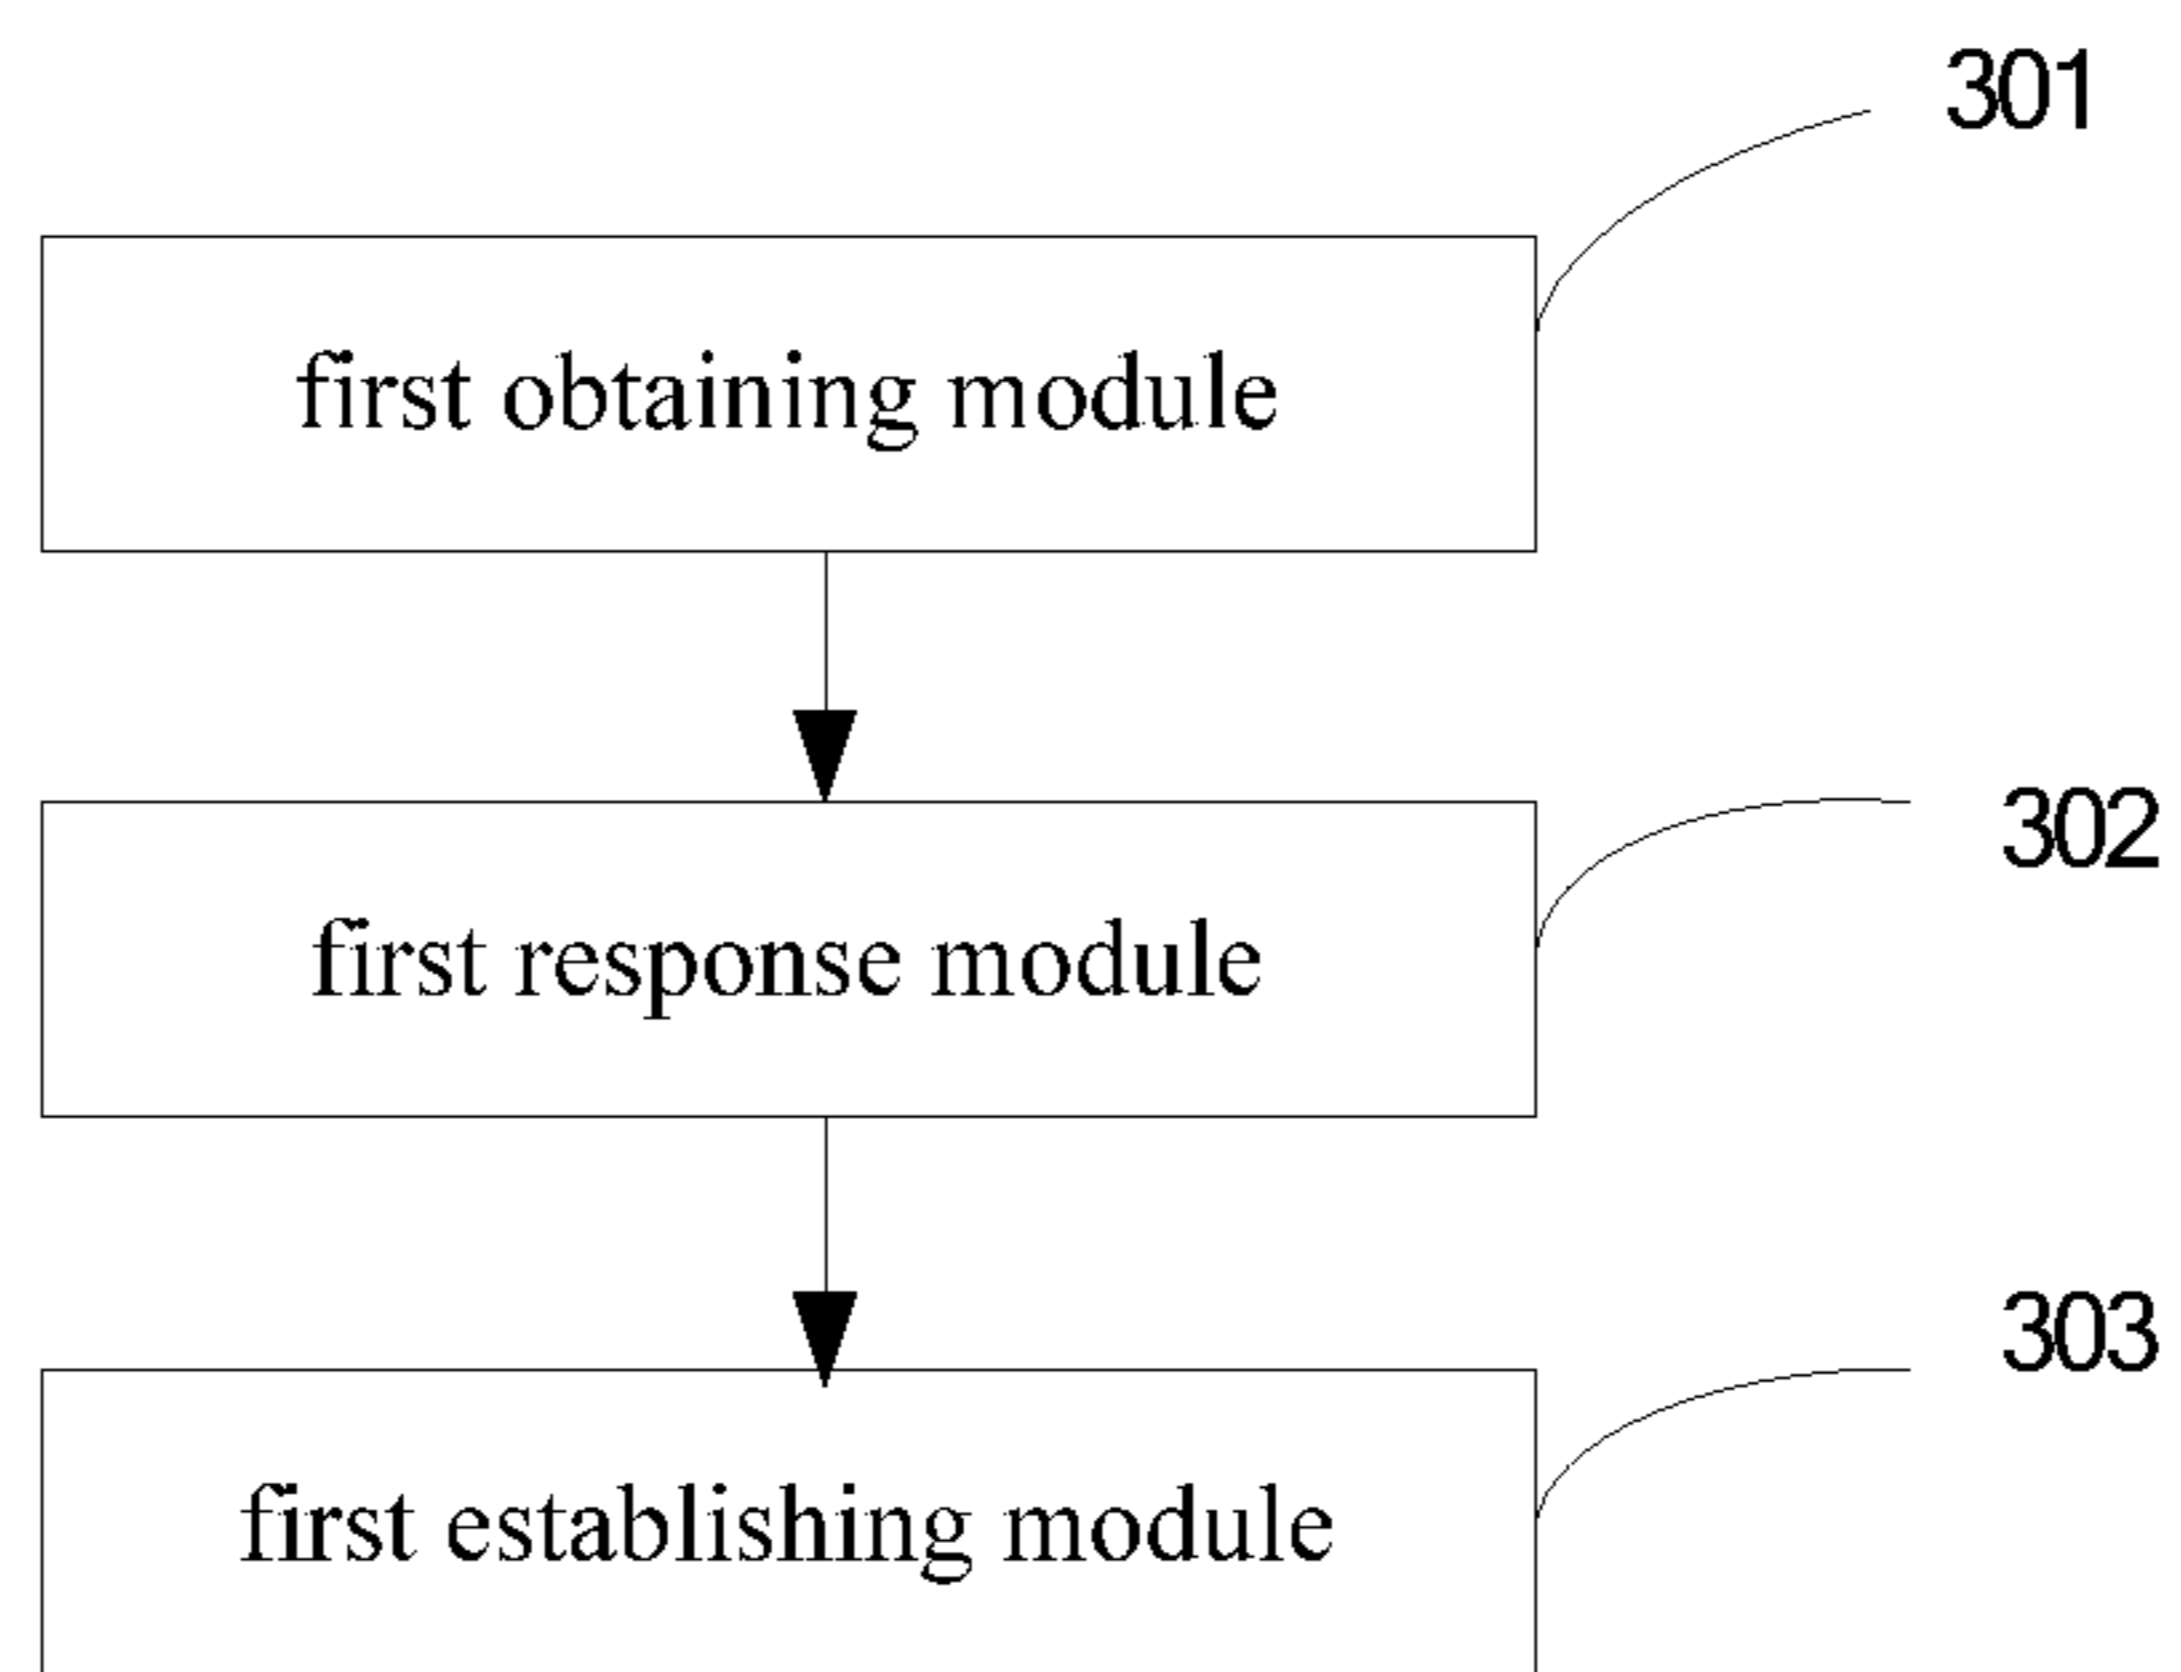 301
first obtaining module
302
first response module
303
first establishing module